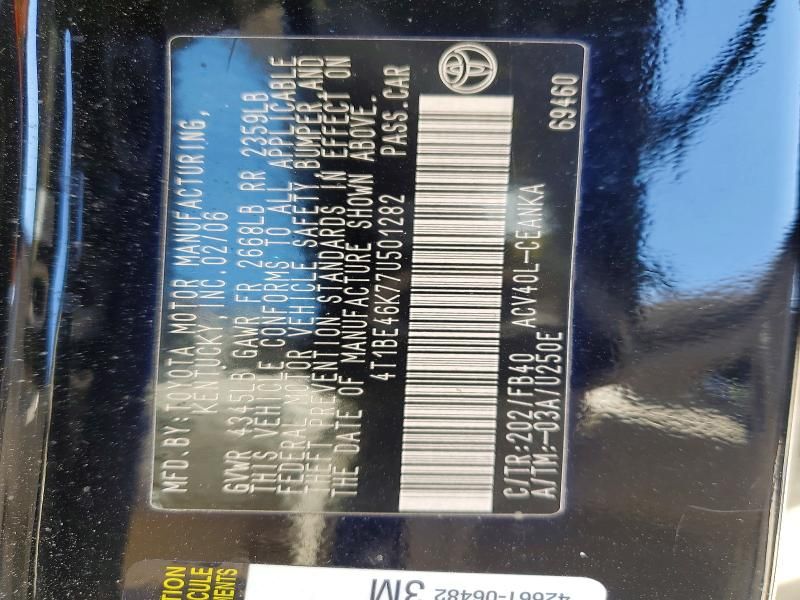 MFD.BY:TOYOTA MOTOR MANUFACTURING,
KENTUCKY INC.02/06
GVWR 4345LB GAWR FR 2668LB RR 2359LB
THIS VEHICLE CONFORMS TO ALL APPLICABLE
FEDERAL MOTOR VEHICLE SAFETY BUMPER,AND
THEFT PREVENTION STANDARDS IN EFFECT ON
THE DATE OF MANUFACTURE SHOWN ABOVE.
4T1BE46K77U501282 PASS.CAR
C/TR:202/FB40 ACV40L-CEANKA
A/TM:-03A/U250E
69460
42661-06482
3M